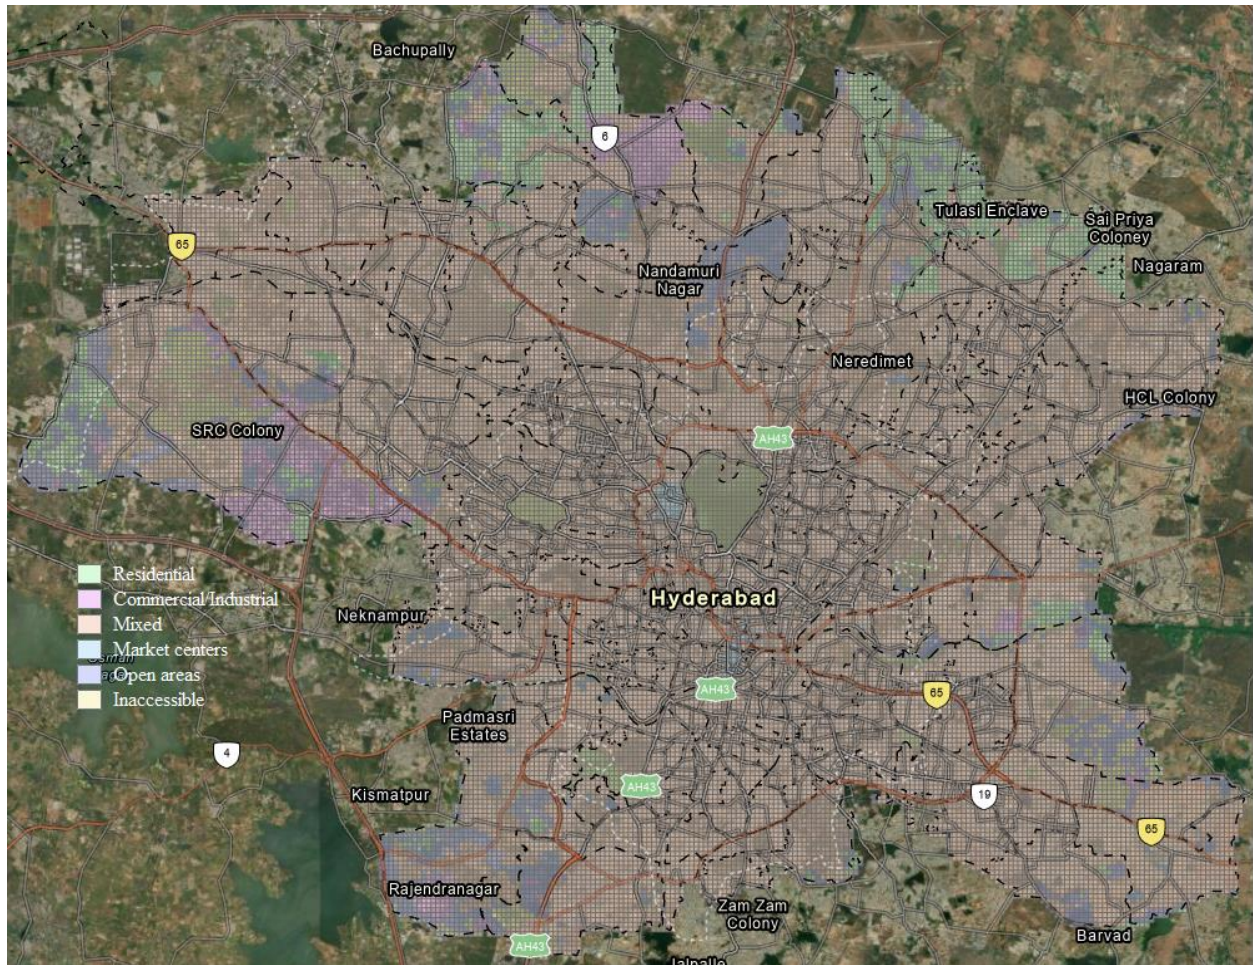 Bachupally
6
Tulasi Enclave
Sai Priya
Coloney
65
Nagaram
Nandamuri
Nagar
Neredimet
HCL Colony
SRC Colony
AH43
Residential
Commercial/Industrial
Mixed
Market centers
Open areas
Inaccessible
Hyderabad
Neknampur
Osman
AH43
65
Padmasri
Estates
4
Kismatpur
AH43
19
65
Rajendranagar
Zam Zam
Colony
Barvad
AH43
Jalpalle